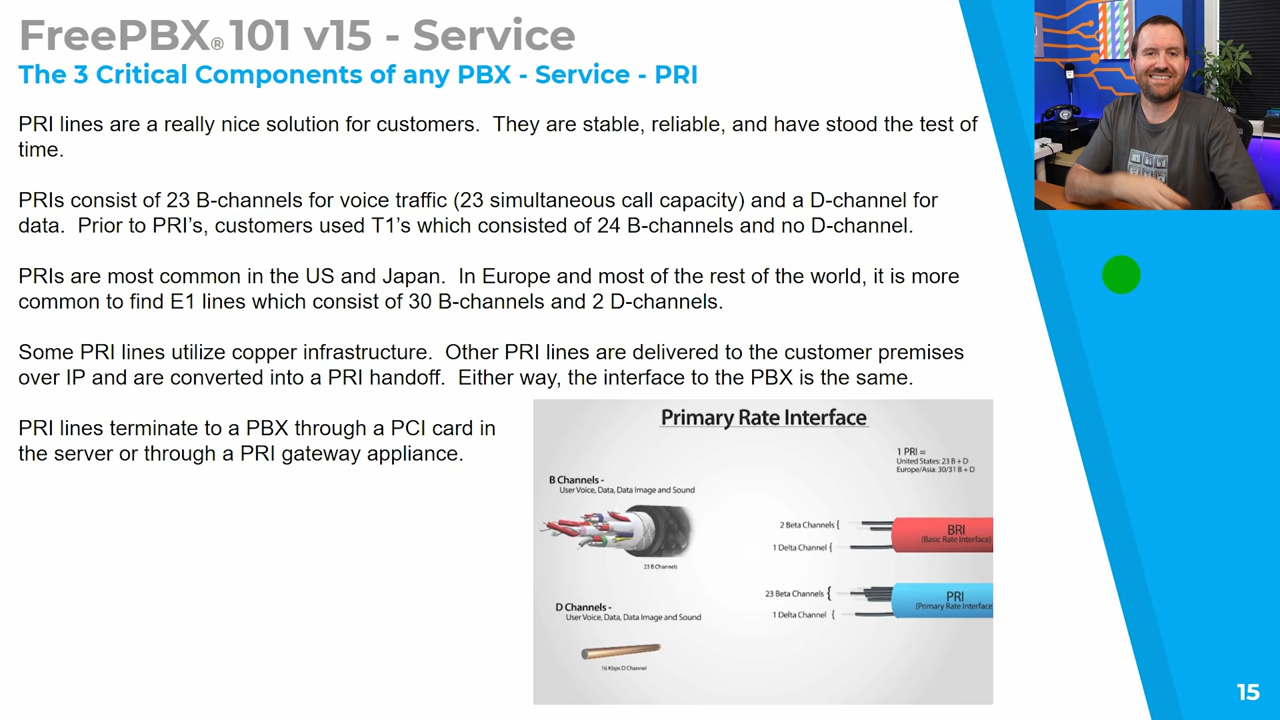 FreePBX® 101 v15 - Service
The 3 Critical Components of any PBX - Service - PRI
PRI lines are a really nice solution for customers. They are stable, reliable, and have stood the test of
time.
PRIs consist of 23 B-channels for voice traffic (23 simultaneous call capacity) and a D-channel for
data. Prior to PRI's, customers used T1's which consisted of 24 B-channels and no D-channel.
PRIs are most common in the US and Japan. In Europe and most of the rest of the world, it is more
common to find E1 lines which consist of 30 B-channels and 2 D-channels.
Some PRI lines utilize copper infrastructure. Other PRI lines are delivered to the customer premises
over IP and are converted into a PRI handoff. Either way, the interface to the PBX is the same.
PRI lines terminate to a PBX through a PCI card in
the server or through a PRI gateway appliance.
Primary Rate Interface
1 PRI =
United States: 23 B + D
Europe/Asia: 30/31 B + D
B Channels -
User Voice, Data, Data Image and Sound
23 B Channels
2 Beta Channels
BRI
(Basic Rate Interface)
1 Delta Channel
23 Beta Channels
PRI
(Primary Rate Interface
1 Delta Channel
D Channels -
User Voice, Data, Data Image and Sound
16 Kbps D Channel
15